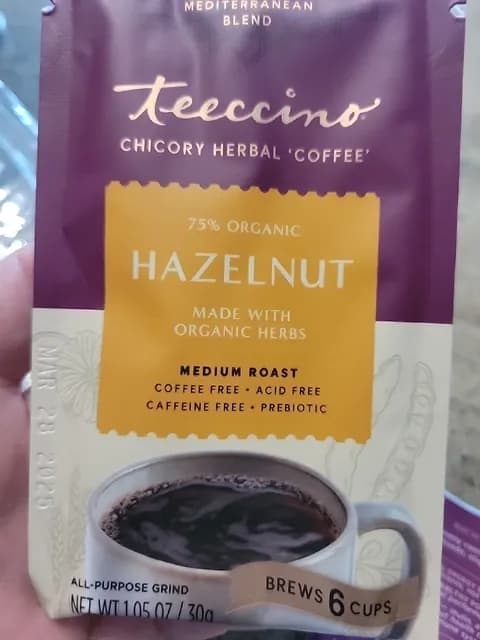 MEDITERRANEAN
BLEND
teeccino
CHICORY HERBAL 'COFFEE'
75% ORGANIC
HAZELNUT
MADE WITH
ORGANIC HERBS
MEDIUM ROAST
COFFEE FREE • ACID FREE
CAFFEINE FREE • PREBIOTIC
MAR 28 2025
ALL-PURPOSE GRIND
NET WT 1.05 OZ / 30g
BREWS 6 CUPS